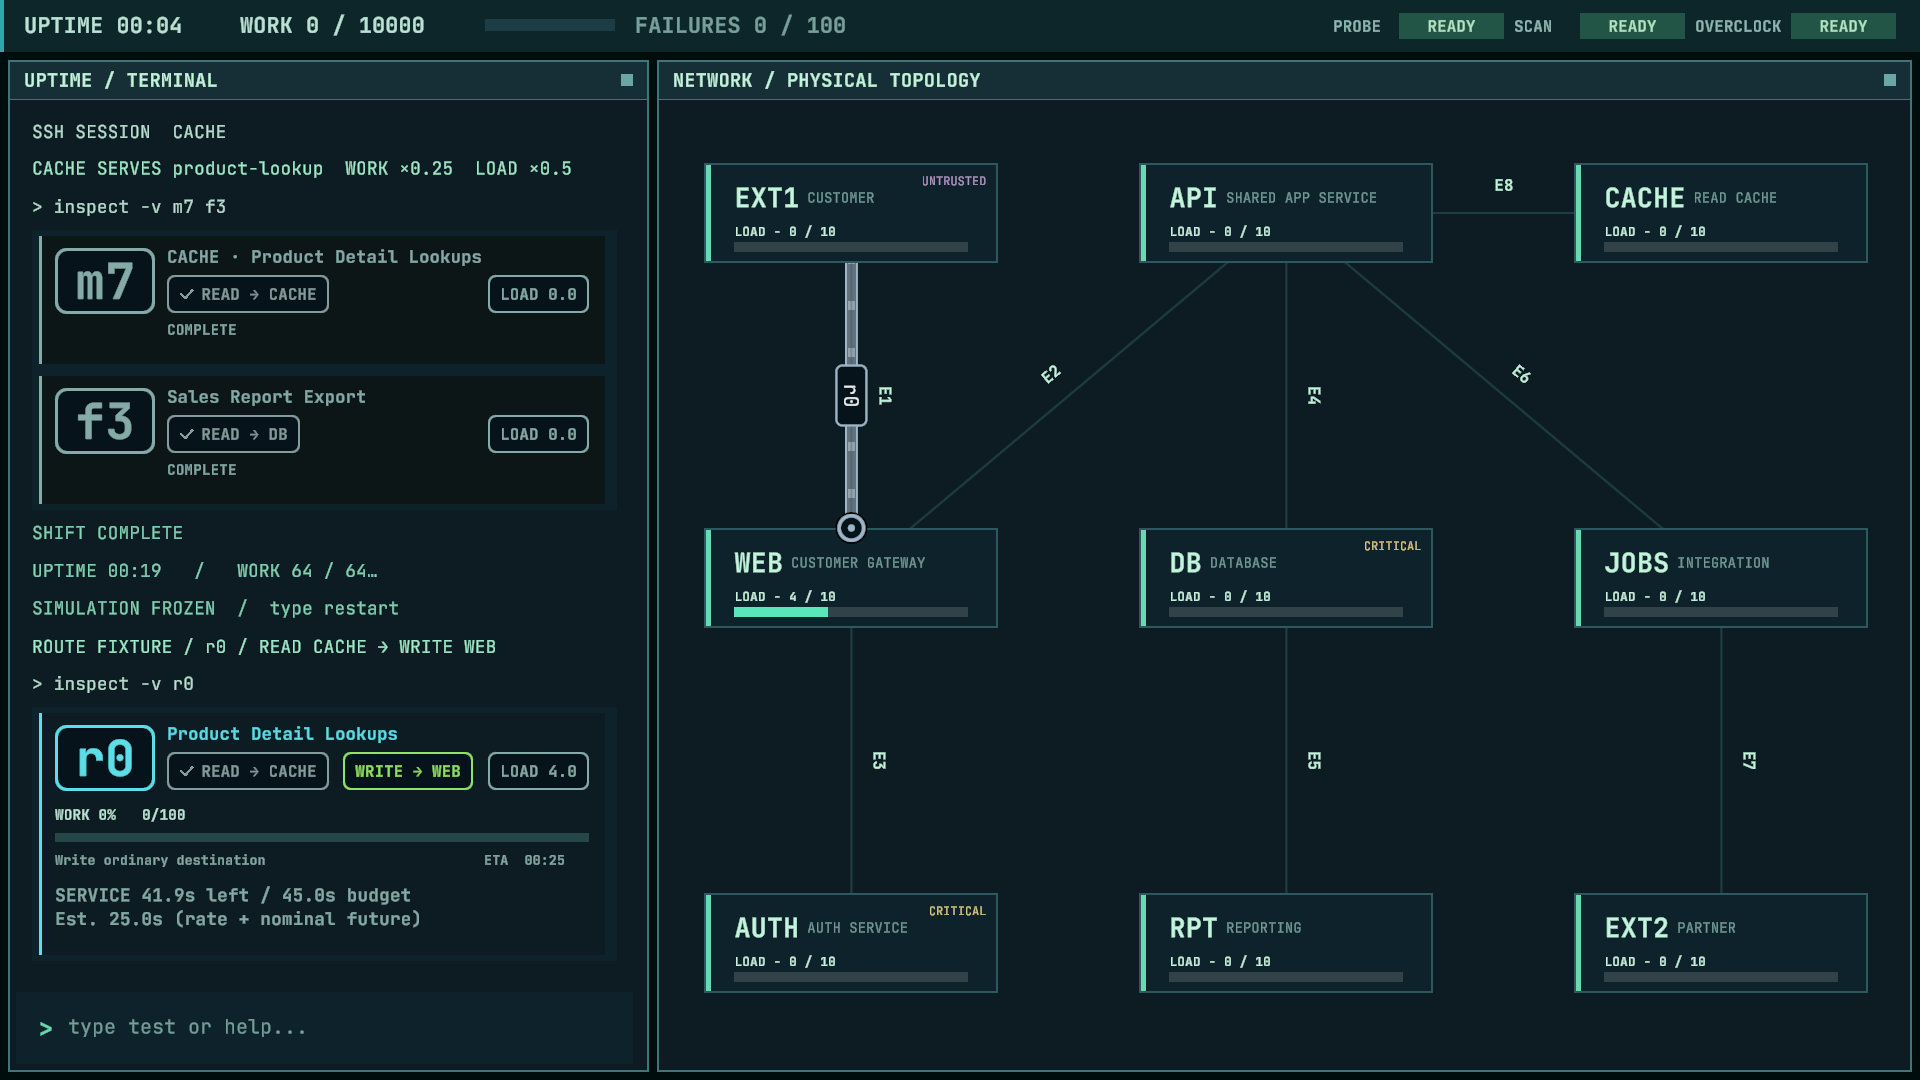 UPTIME 00:04 WORK 0 / 10000 FAILURES 0 / 100 PROBE READY SCAN READY OVERCLOCK READY
UPTIME / TERMINAL
SSH SESSION CACHE
CACHE SERVES product-lookup WORK ×0.25 LOAD ×0.5
> inspect -v m7 f3
m7
CACHE · Product Detail Lookups
✓ READ → CACHE LOAD 0.0
COMPLETE
f3
Sales Report Export
✓ READ → DB LOAD 0.0
COMPLETE
SHIFT COMPLETE
UPTIME 00:19 / WORK 64 / 64…
SIMULATION FROZEN / type restart
ROUTE FIXTURE / r0 / READ CACHE → WRITE WEB
> inspect -v r0
r0
Product Detail Lookups
✓ READ → CACHE WRITE → WEB LOAD 4.0
WORK 0% 0/100
Write ordinary destination ETA 00:25
SERVICE 41.9s left / 45.0s budget
Est. 25.0s (rate + nominal future)
> type test or help...
NETWORK / PHYSICAL TOPOLOGY
UNTRUSTED
EXT1 CUSTOMER
LOAD - 0 / 10
API SHARED APP SERVICE
LOAD - 0 / 10
E8
CACHE READ CACHE
LOAD - 0 / 10
r0
E1
E2
E4
E6
WEB CUSTOMER GATEWAY
LOAD - 4 / 10
CRITICAL
DB DATABASE
LOAD - 0 / 10
JOBS INTEGRATION
LOAD - 0 / 10
E3
E5
E7
CRITICAL
AUTH AUTH SERVICE
LOAD - 0 / 10
RPT REPORTING
LOAD - 0 / 10
EXT2 PARTNER
LOAD - 0 / 10